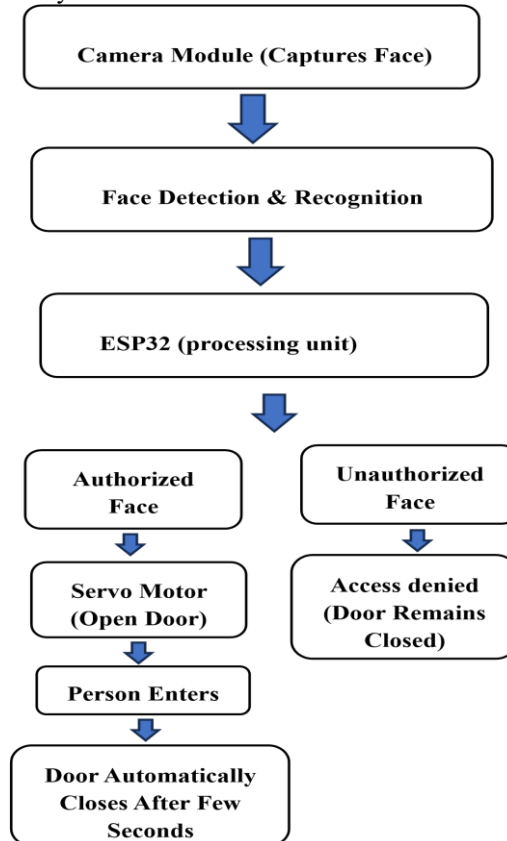 Camera Module (Captures Face)
Face Detection & Recognition
ESP32 (processing unit)
Authorized
Face
Servo Motor
(Open Door)
Person Enters
Door Automatically
Closes After Few
Seconds
Unauthorized
Face
Access denied
(Door Remains
Closed)